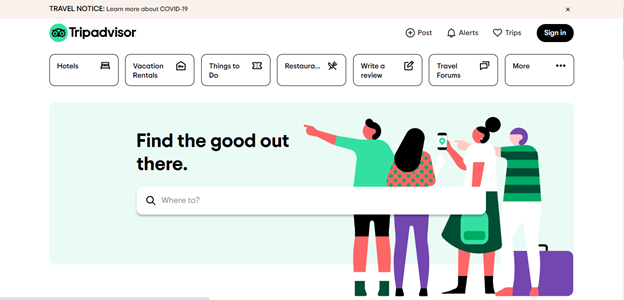 TRAVEL NOTICE: Learn more about COVID-19
Tripadvisor
Post
Alerts
Trips
Sign in
Hotels
Vacation
Rentals
Things to
Do
Restaura...
Write a
review
Travel
Forums
More
Find the good out
there.
Where to?